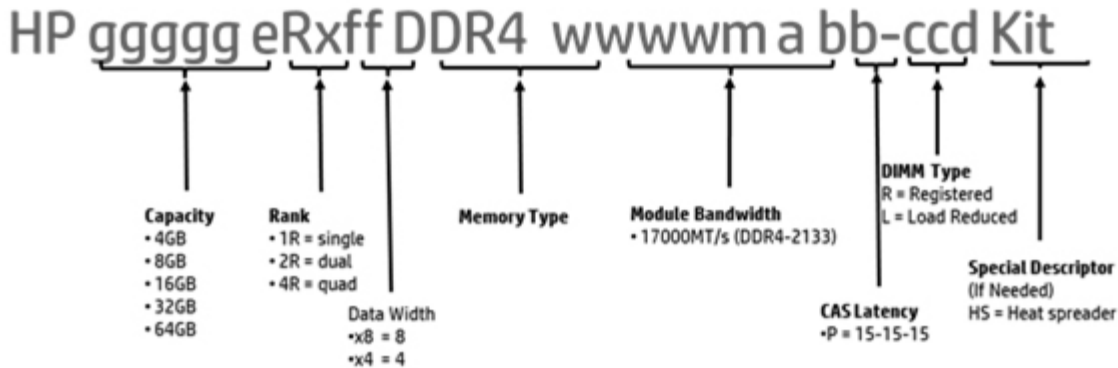 HP ggggg eRxff DDR4 wwwwm a bb-ccd Kit
Capacity
• 4GB
• 8GB
• 16GB
• 32GB
• 64GB
Rank
• 1R = single
• 2R = dual
• 4R = quad
Data Width
•x8 = 8
•x4 = 4
Memory Type
Module Bandwidth
• 17000MT/s (DDR4-2133)
CAS Latency
•P = 15-15-15
DIMM Type
R = Registered
L = Load Reduced
Special Descriptor
(If Needed)
HS = Heat spreader